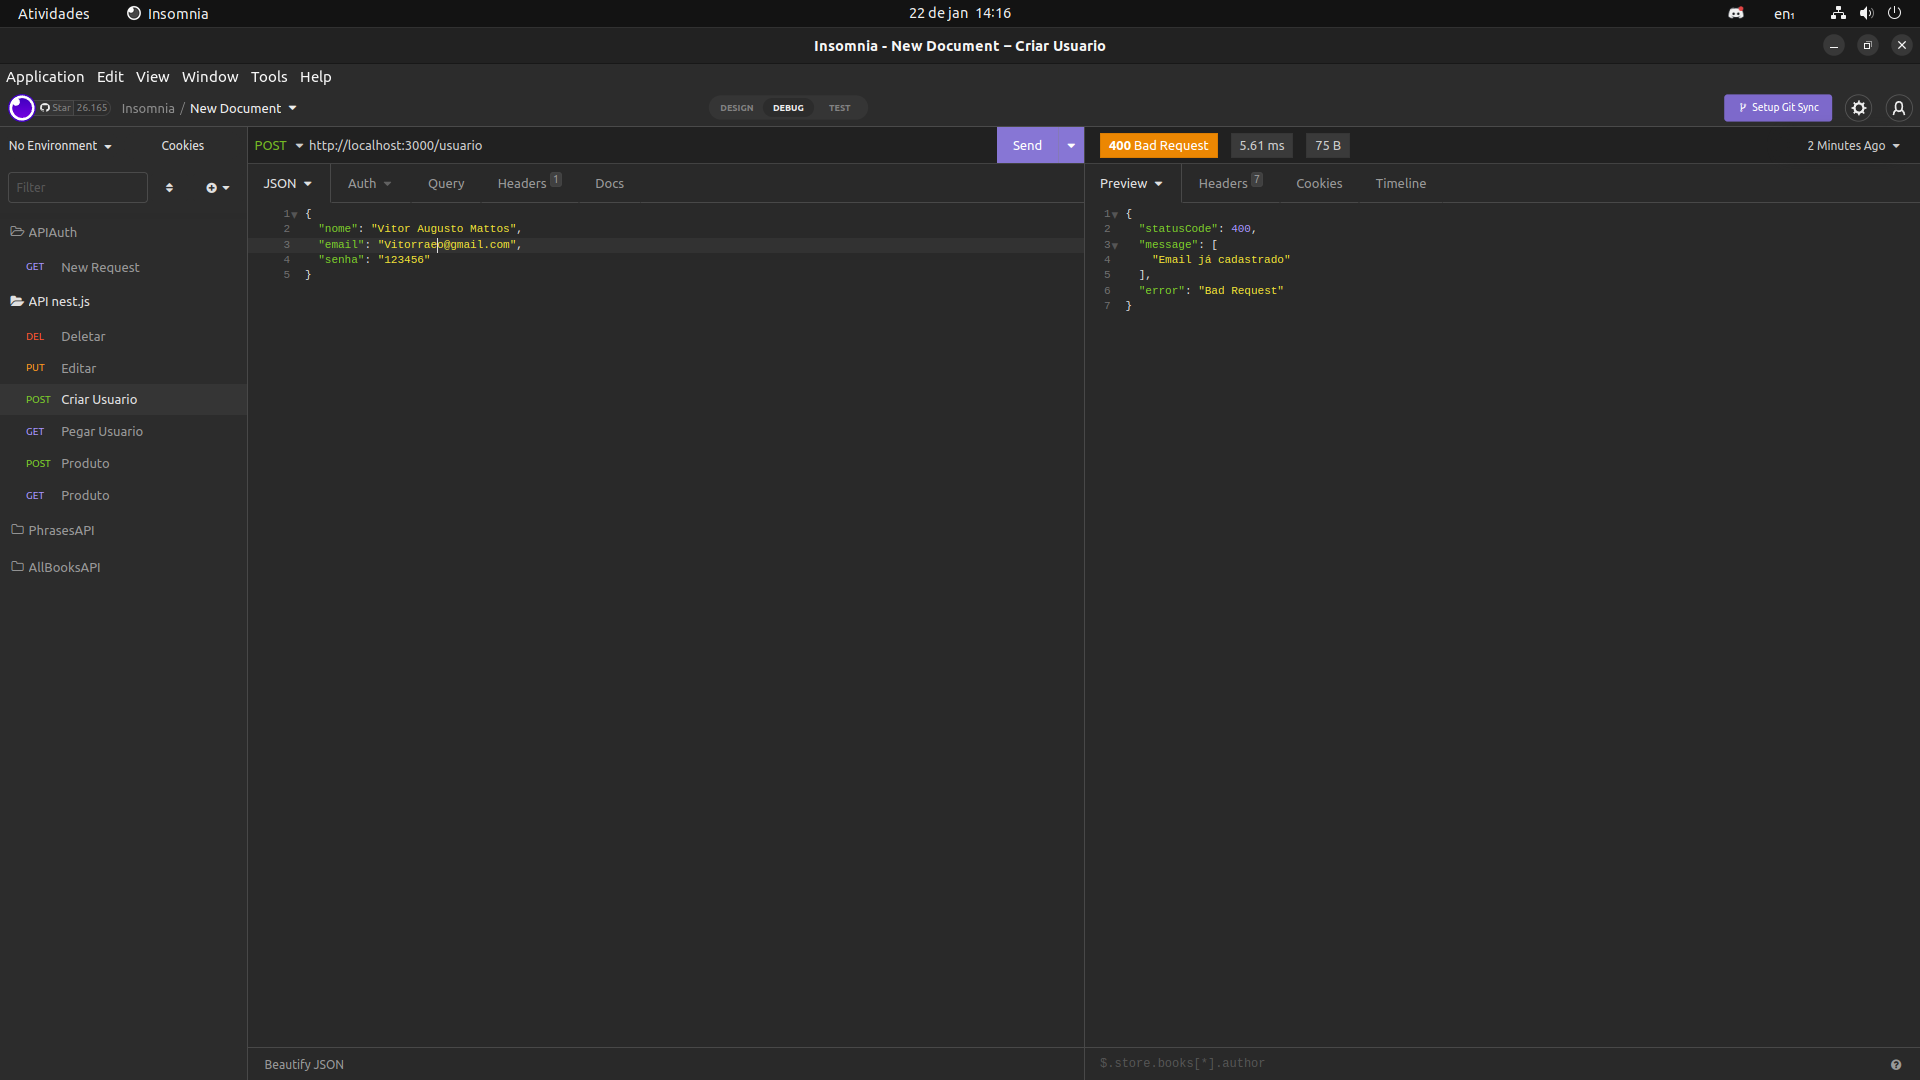 Atividades Insomnia 22 de jan 14:16 en₁
Insomnia - New Document – Criar Usuario
Application Edit View Window Tools Help
Star 26.165 Insomnia / New Document DESIGN DEBUG TEST Setup Git Sync
No Environment Cookies POST http://localhost:3000/usuario Send 400 Bad Request 5.61 ms 75 B 2 Minutes Ago
Filter JSON Auth Query Headers 1 Docs Preview Headers 7 Cookies Timeline
APIAuth
GET New Request
API nest.js
DEL Deletar
PUT Editar
POST Criar Usuario
GET Pegar Usuario
POST Produto
GET Produto
PhrasesAPI
AllBooksAPI
1 {
2 "nome": "Vitor Augusto Mattos",
3 "email": "Vitorraeo@gmail.com",
4 "senha": "123456"
5 }
Beautify JSON
1 {
2 "statusCode": 400,
3 "message": [
4 "Email já cadastrado"
5 ],
6 "error": "Bad Request"
7 }
$.store.books[*].author